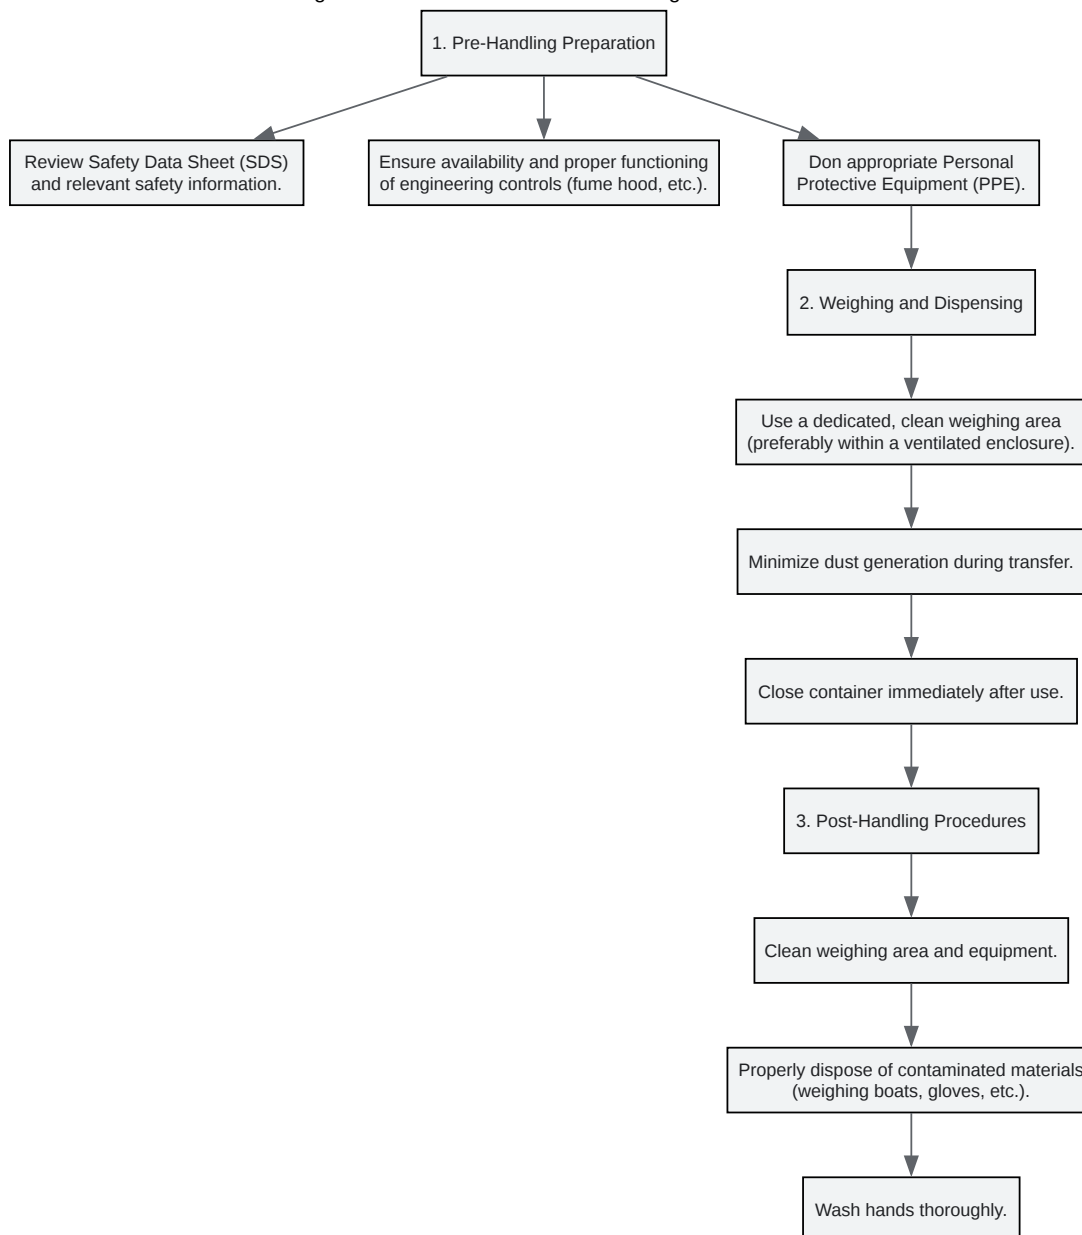 1. Pre-Handling Preparation
Review Safety Data Sheet (SDS)
and relevant safety information.
Ensure availability and proper functioning
of engineering controls (fume hood, etc.).
Don appropriate Personal
Protective Equipment (PPE).
2. Weighing and Dispensing
Use a dedicated, clean weighing area
(preferably within a ventilated enclosure).
Minimize dust generation during transfer.
Close container immediately after use.
3. Post-Handling Procedures
Clean weighing area and equipment.
Properly dispose of contaminated materials
(weighing boats, gloves, etc.).
Wash hands thoroughly.